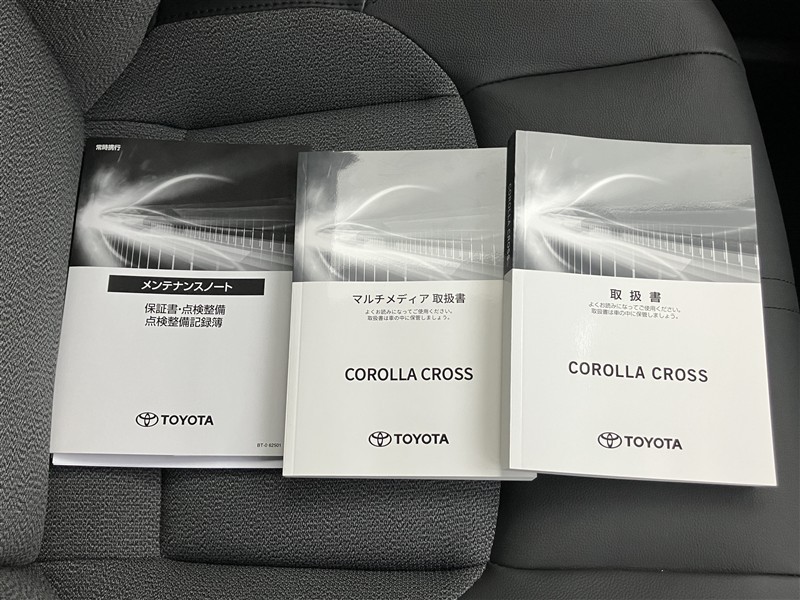 常時携行
メンテナンスノート
保証書・点検整備
点検整備記録簿
TOYOTA
マルチメディア 取扱書
よくお読みになってご使用ください。
取扱書は車の中に保管しましょう。
COROLLA CROSS
TOYOTA
取扱書
よくお読みになってご使用ください。
取扱書は車の中に保管しましょう。
COROLLA CROSS
TOYOTA